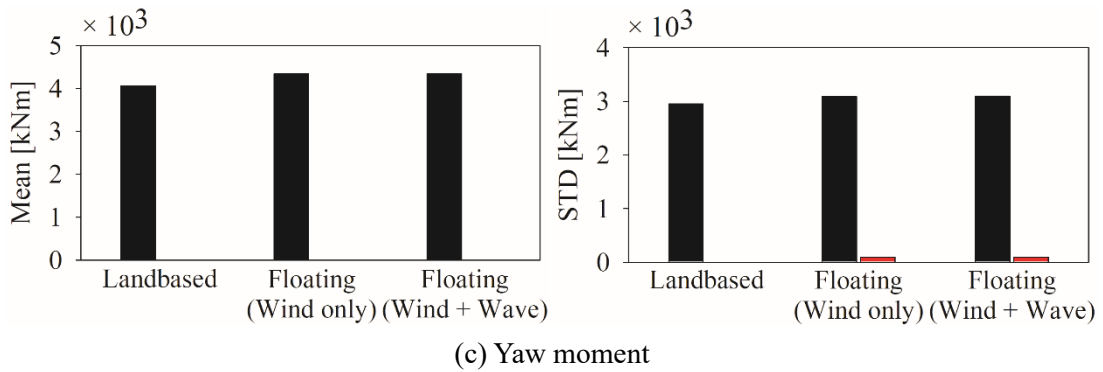 × 10³
5
4
3
2
1
0
Mean [kNm]
Landbased
Floating
(Wind only)
Floating
(Wind + Wave)
× 10³
4
3
2
1
0
STD [kNm]
Landbased
Floating
(Wind only)
Floating
(Wind + Wave)
(c) Yaw moment